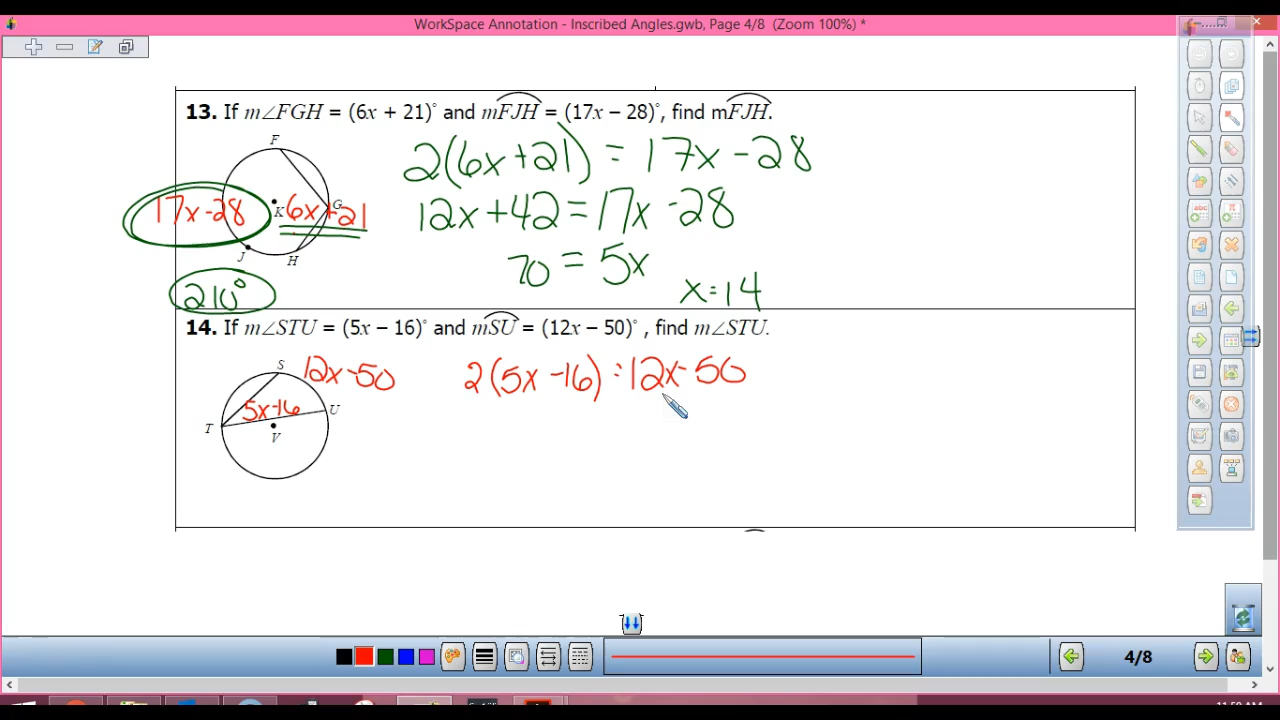 WorkSpace Annotation - Inscribed Angles.gwb, Page 4/8 (Zoom 100%) *
13. If m∠FGH = (6x + 21)° and mFJH = (17x − 28)°, find mFJH.
F
G
K
J
H
17x-28
6x+21
210°
2(6x+21) = 17x-28
12x+42=17x-28
70 = 5x
x=14
14. If m∠STU = (5x − 16)° and mSU = (12x − 50)° , find m∠STU.
S
12x-50
5x-16
U
T
V
2(5x-16)=12x-50
abc
4/8